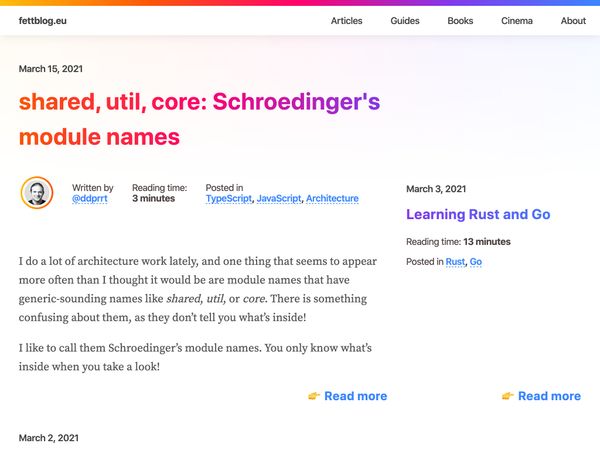 fettblog.eu
Articles
Guides
Books
Cinema
About
March 15, 2021
shared, util, core: Schroedinger's
module names
Written by
@ddprrt
Reading time:
3 minutes
Posted in
TypeScript, JavaScript, Architecture
I do a lot of architecture work lately, and one thing that seems to appear
more often than I thought it would be are module names that have
generic-sounding names like shared, util, or core. There is something
confusing about them, as they don’t tell you what’s inside!
I like to call them Schroedinger’s module names. You only know what’s
inside when you take a look!
👉 Read more
March 3, 2021
Learning Rust and Go
Reading time: 13 minutes
Posted in Rust, Go
👉 Read more
March 2, 2021